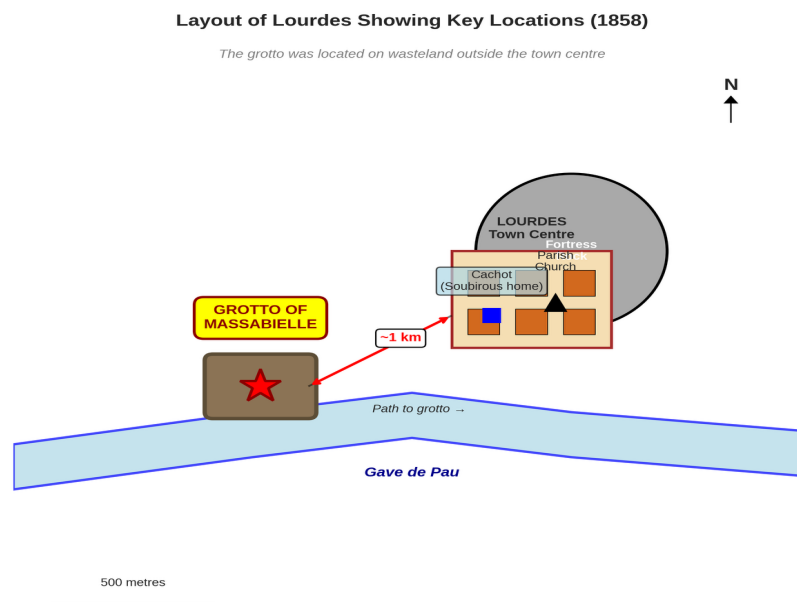 Layout of Lourdes Showing Key Locations (1858)
The grotto was located on wasteland outside the town centre
N
LOURDES
Town Centre
Fortress
Parish
Church
Cachot
(Soubirous home)
GROTTO OF
MASSABIELLE
~1 km
Path to grotto →
Gave de Pau
500 metres